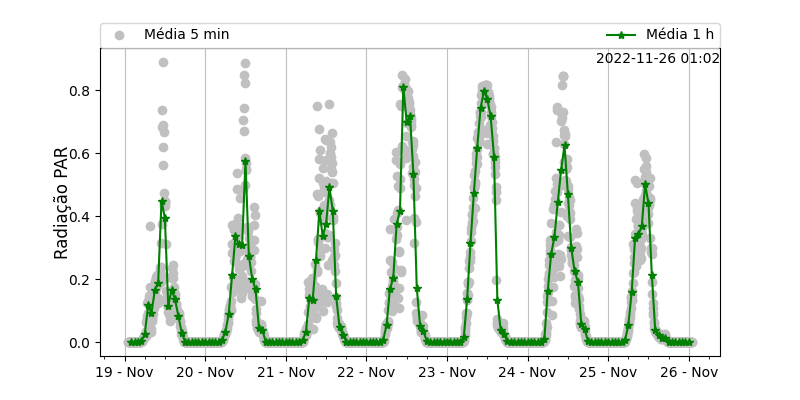 Média 5 min
Média 1 h
2022-11-26 01:02
Radiação PAR
0.8
0.6
0.4
0.2
0.0
19 - Nov
20 - Nov
21 - Nov
22 - Nov
23 - Nov
24 - Nov
25 - Nov
26 - Nov